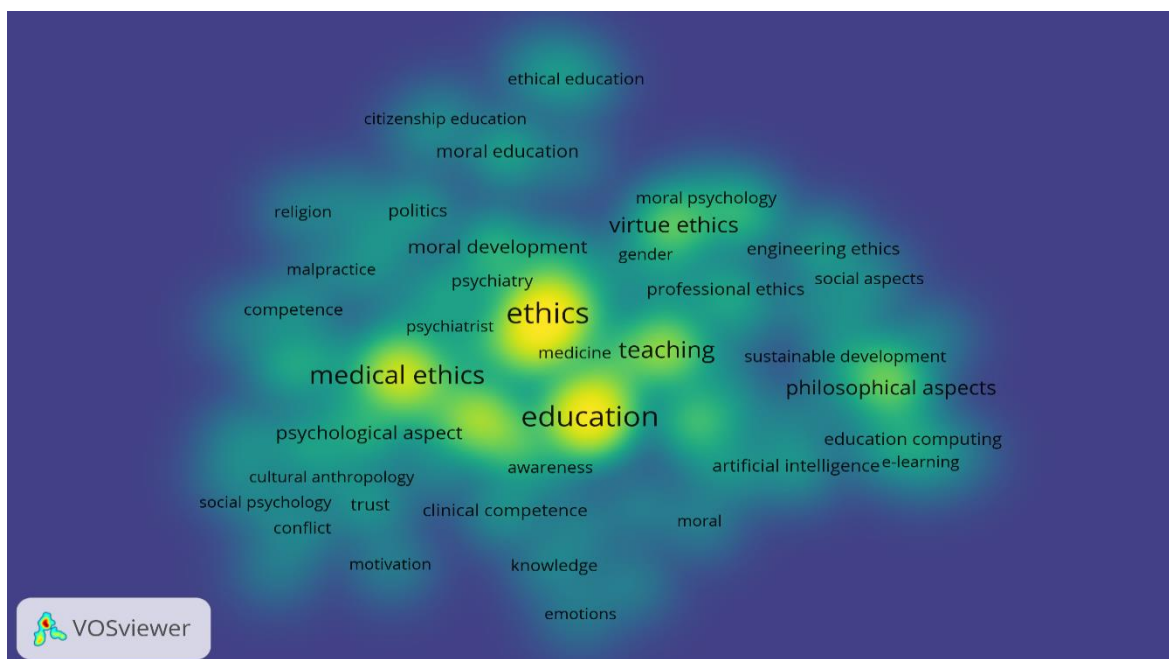 ethical education
citizenship education
moral education
moral psychology
religion
politics
virtue ethics
moral development
gender
engineering ethics
malpractice
psychiatry
professional ethics
social aspects
competence
ethics
psychiatrist
medicine
teaching
sustainable development
medical ethics
philosophical aspects
education
psychological aspect
education computing
awareness
artificial intelligence
e-learning
cultural anthropology
social psychology
trust
clinical competence
conflict
moral
motivation
knowledge
emotions
VOSviewer